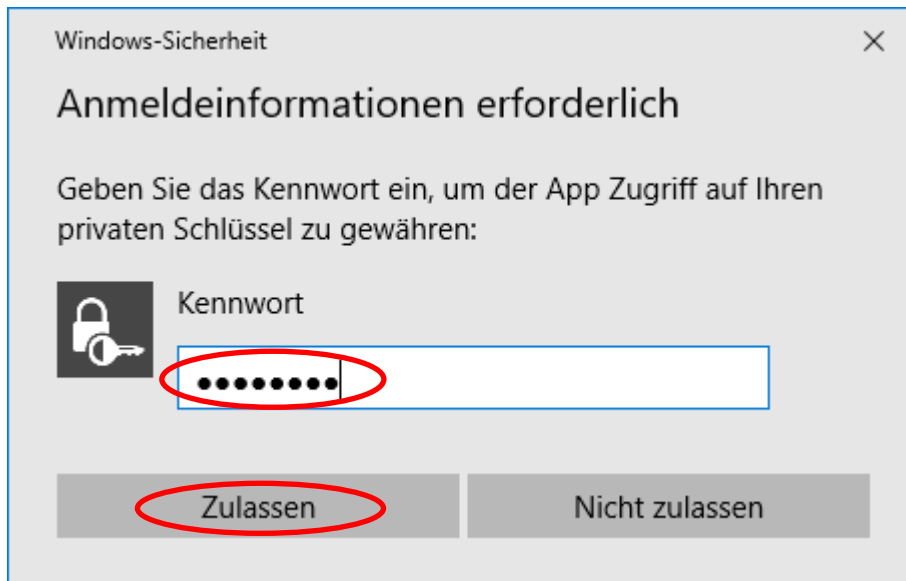 Windows-Sicherheit
Anmeldeinformationen erforderlich
Geben Sie das Kennwort ein, um der App Zugriff auf Ihren
privaten Schlüssel zu gewähren:
Kennwort
●●●●●●●●
Zulassen
Nicht zulassen